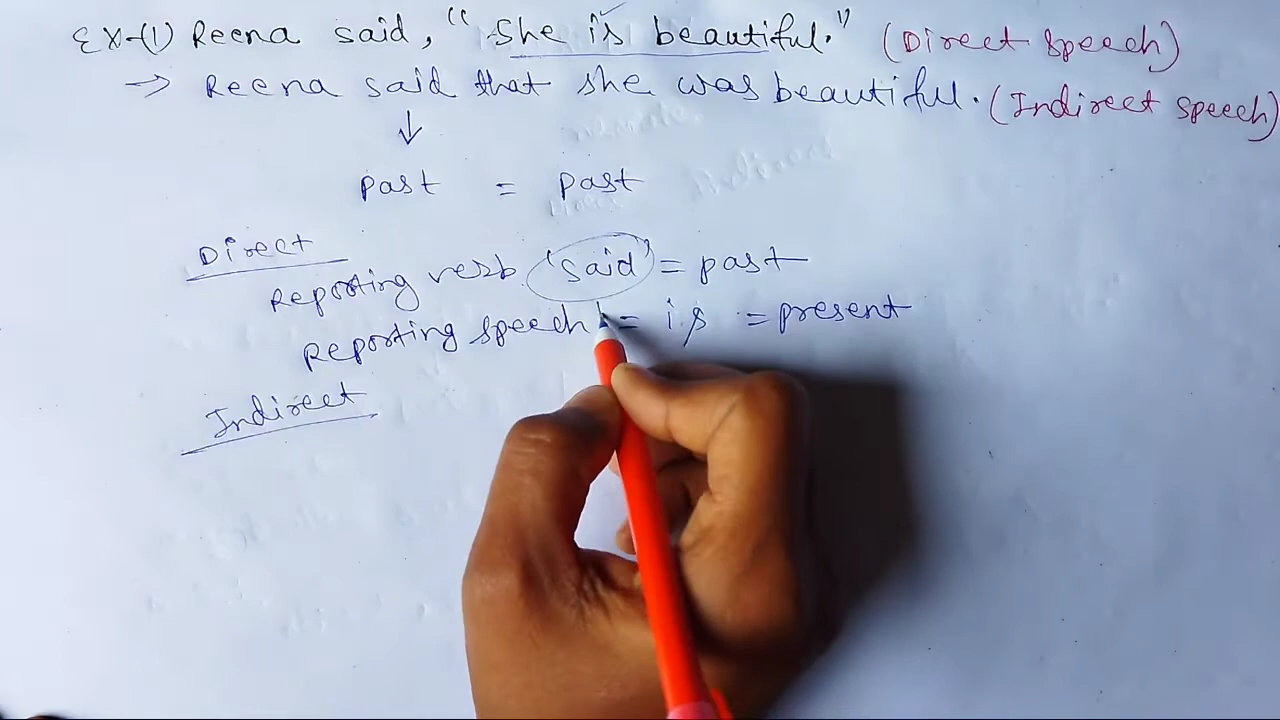 Ex-(1) Reena said, "She is beautiful." (Direct Speech)
→ Reena said that she was beautiful. (Indirect speech)
↓
past = past
Direct
Reporting verb 'said' = past
Reporting speech = is = present
Indirect